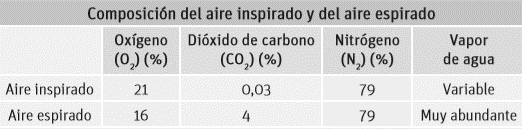 Composición del aire inspirado y del aire espirado
Oxígeno (O₂) (%) Dióxido de carbono (CO₂) (%) Nitrógeno (N₂) (%) Vapor de agua
Aire inspirado 21 0,03 79 Variable
Aire espirado 16 4 79 Muy abundante